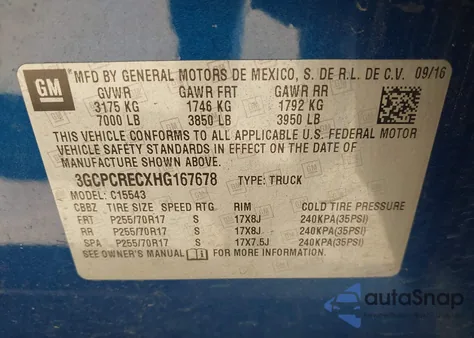 GM
MFD BY GENERAL MOTORS DE MEXICO, S. DE R.L. DE C.V. 09/16
GVWR GAWR FRT GAWR RR
3175 KG 1746 KG 1792 KG
7000 LB 3850 LB 3950 LB
THIS VEHICLE CONFORMS TO ALL APPLICABLE U.S. FEDERAL MOTOR
VEHICLE SAFETY STANDARDS IN EFFECT ON THE DATE OF
MANUFACTURE SHOWN ABOVE.
3GCPCRECXHG167678 TYPE: TRUCK
MODEL: C15543
CBBZ TIRE SIZE SPEED RTG RIM COLD TIRE PRESSURE
FRT P255/70R17 S 17X8J 240KPA(35PSI)
RR P255/70R17 S 17X8J 240KPA(35PSI)
SPA P255/70R17 S 17X7.5J 240KPA(35PSI)
SEE OWNER'S MANUAL FOR MORE INFORMATION.
autoSnap